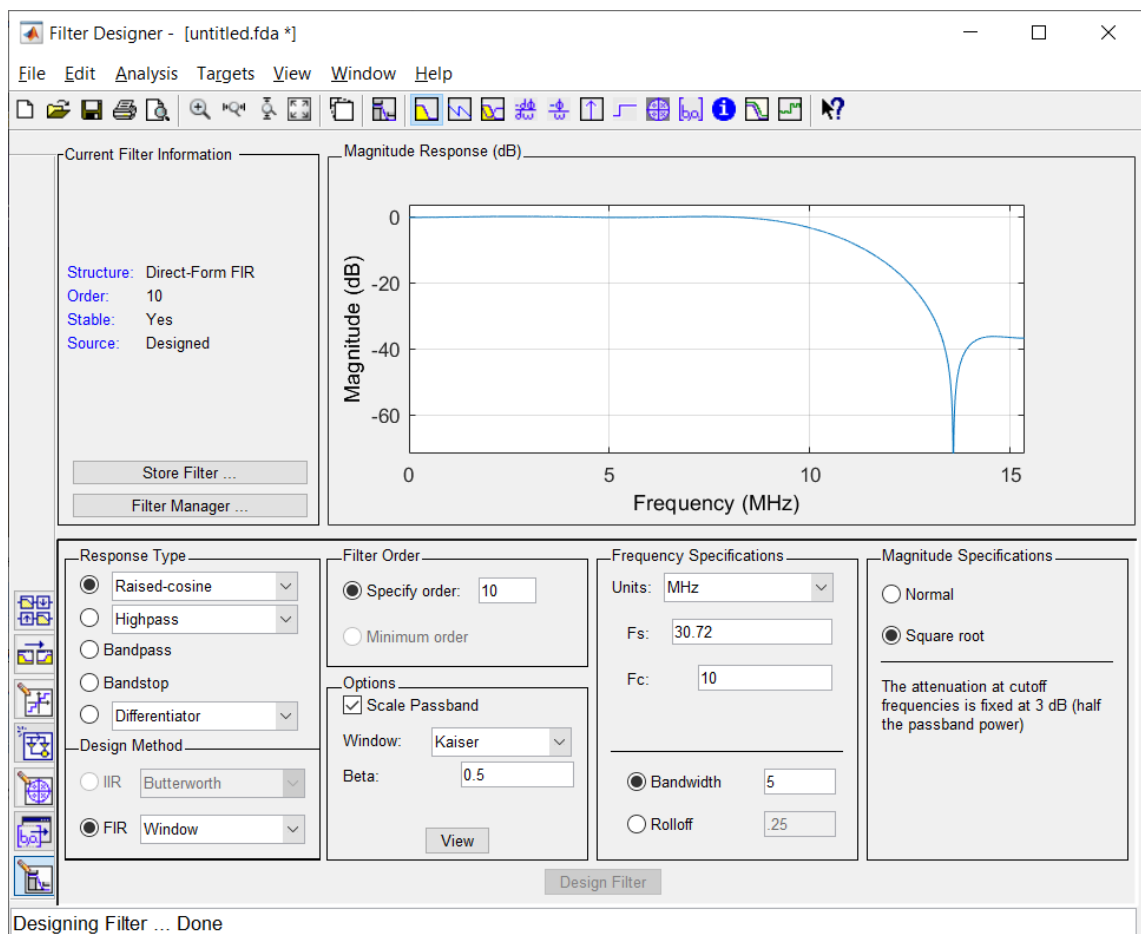 Filter Designer - [untitled.fda *]
File Edit Analysis Targets View Window Help
Current Filter Information
Structure: Direct-Form FIR
Order: 10
Stable: Yes
Source: Designed
Store Filter ...
Filter Manager ...
Magnitude Response (dB)
0
-20
-40
-60
Magnitude (dB)
0 5 10 15
Frequency (MHz)
Response Type
Raised-cosine
Highpass
Bandpass
Bandstop
Differentiator
Design Method
IIR Butterworth
FIR Window
Filter Order
Specify order: 10
Minimum order
Options
Scale Passband
Window: Kaiser
Beta: 0.5
View
Frequency Specifications
Units: MHz
Fs: 30.72
Fc: 10
Bandwidth 5
Rolloff .25
Magnitude Specifications
Normal
Square root
The attenuation at cutoff
frequencies is fixed at 3 dB (half
the passband power)
Design Filter
Designing Filter ... Done